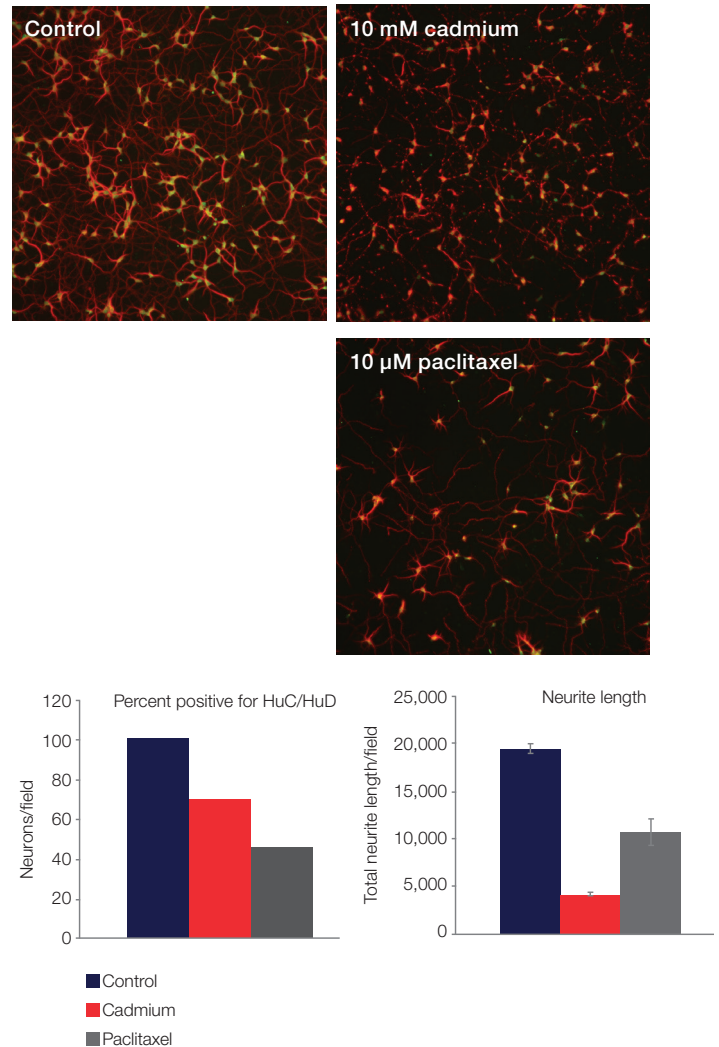 Control
10 mM cadmium
10 µM paclitaxel
Percent positive for HuC/HuD
Neurons/field
120
100
80
60
40
20
0
Neurite length
Total neurite length/field
25,000
20,000
15,000
10,000
5,000
0
Control
Cadmium
Paclitaxel